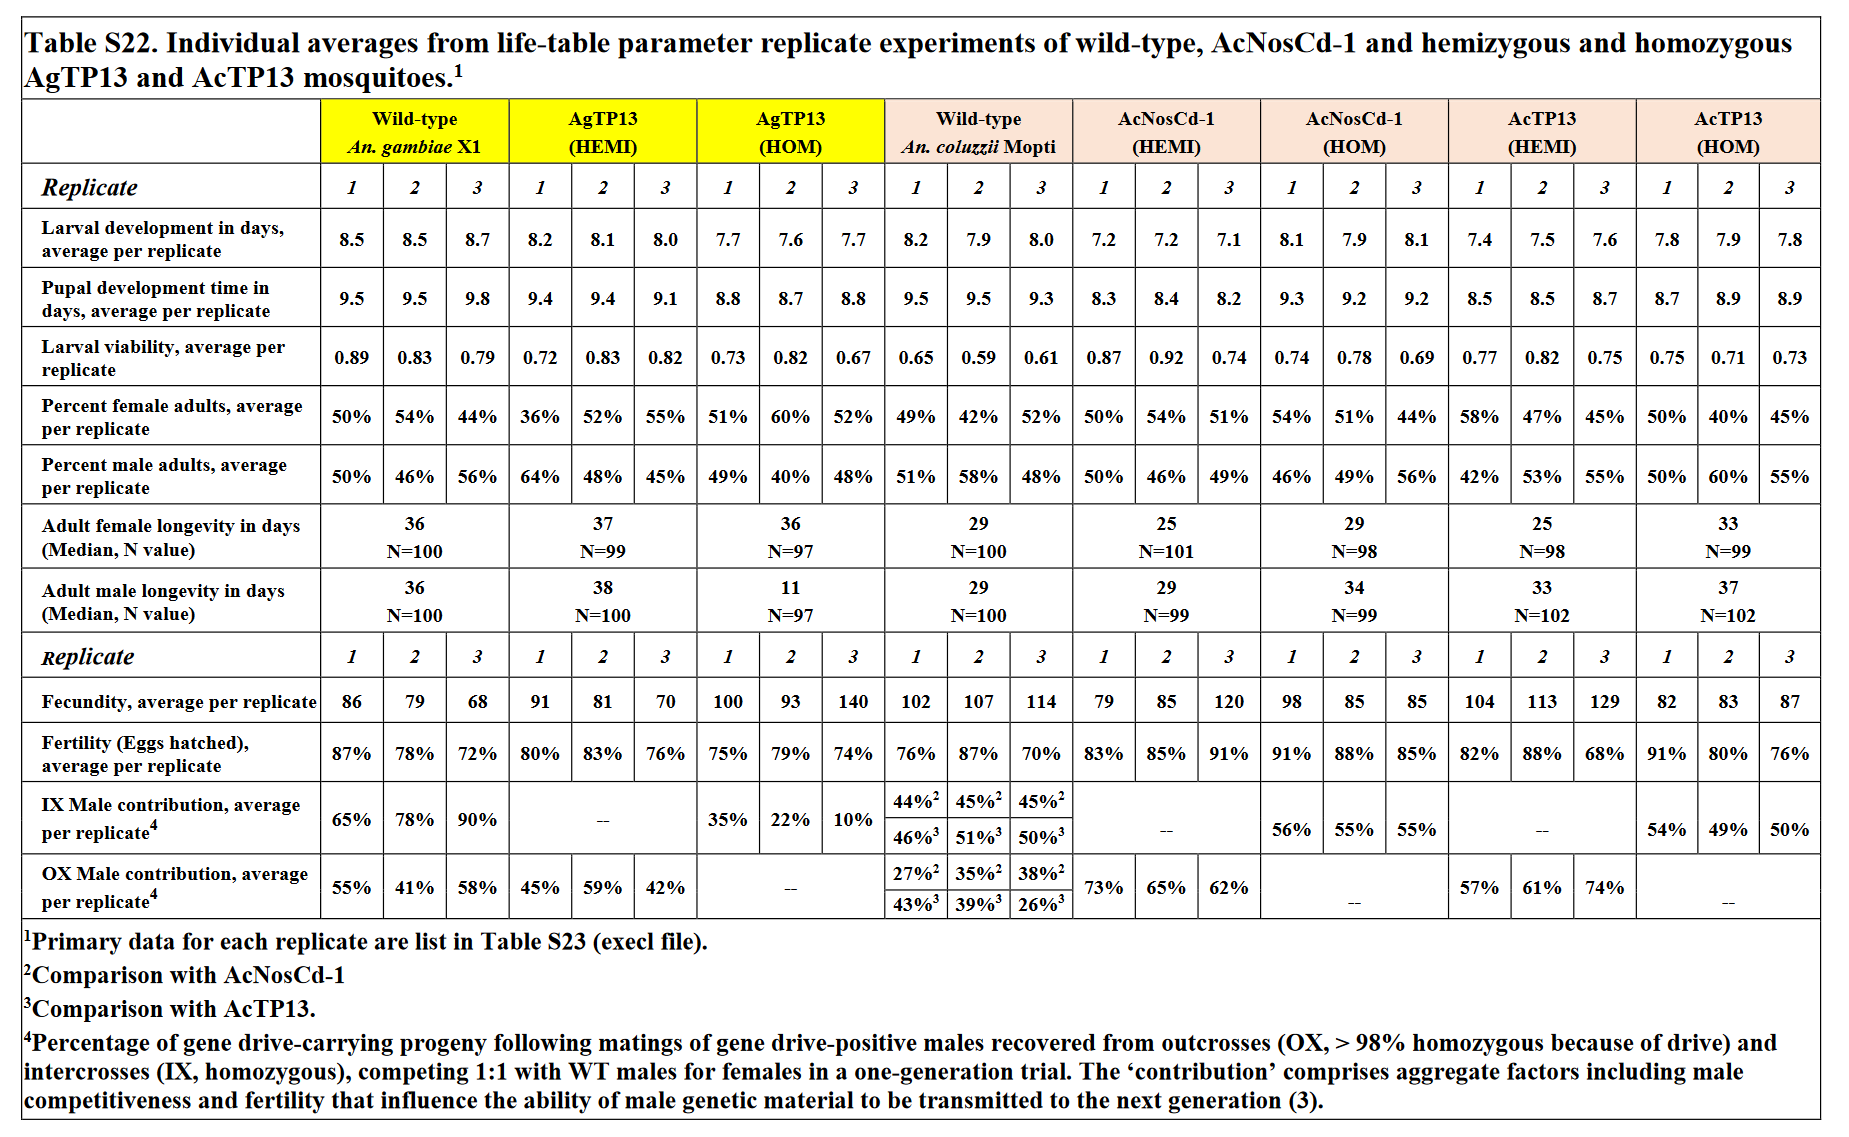 Table S22. Individual averages from life-table parameter replicate experiments of wild-type, AcNosCd-1 and hemizygous and homozygous
AgTP13 and AcTP13 mosquitoes.1
Wild-type An. gambiae X1 AgTP13 (HEMI) AgTP13 (HOM) Wild-type An. coluzzii Mopti AcNosCd-1 (HEMI) AcNosCd-1 (HOM) AcTP13 (HEMI) AcTP13 (HOM)
Replicate 1 2 3 1 2 3 1 2 3 1 2 3 1 2 3 1 2 3 1 2 3 1 2 3
Larval development in days, average per replicate 8.5 8.5 8.7 8.2 8.1 8.0 7.7 7.6 7.7 8.2 7.9 8.0 7.2 7.2 7.1 8.1 7.9 8.1 7.4 7.5 7.6 7.8 7.9 7.8
Pupal development time in days, average per replicate 9.5 9.5 9.8 9.4 9.4 9.1 8.8 8.7 8.8 9.5 9.5 9.3 8.3 8.4 8.2 9.3 9.2 9.2 8.5 8.5 8.7 8.7 8.9 8.9
Larval viability, average per replicate 0.89 0.83 0.79 0.72 0.83 0.82 0.73 0.82 0.67 0.65 0.59 0.61 0.87 0.92 0.74 0.74 0.78 0.69 0.77 0.82 0.75 0.75 0.71 0.73
Percent female adults, average per replicate 50% 54% 44% 36% 52% 55% 51% 60% 52% 49% 42% 52% 50% 54% 51% 54% 51% 44% 58% 47% 45% 50% 40% 45%
Percent male adults, average per replicate 50% 46% 56% 64% 48% 45% 49% 40% 48% 51% 58% 48% 50% 46% 49% 46% 49% 56% 42% 53% 55% 50% 60% 55%
Adult female longevity in days (Median, N value) 36 N=100 37 N=99 36 N=97 29 N=100 25 N=101 29 N=98 25 N=98 33 N=99
Adult male longevity in days (Median, N value) 36 N=100 38 N=100 11 N=97 29 N=100 29 N=99 34 N=99 33 N=102 37 N=102
Replicate 1 2 3 1 2 3 1 2 3 1 2 3 1 2 3 1 2 3 1 2 3 1 2 3
Fecundity, average per replicate 86 79 68 91 81 70 100 93 140 102 107 114 79 85 120 98 85 85 104 113 129 82 83 87
Fertility (Eggs hatched), average per replicate 87% 78% 72% 80% 83% 76% 75% 79% 74% 76% 87% 70% 83% 85% 91% 91% 88% 85% 82% 88% 68% 91% 80% 76%
IX Male contribution, average per replicate4 65% 78% 90% -- 35% 22% 10% 44%2 45%2 45%2 46%3 51%3 50%3 -- 56% 55% 55% -- 54% 49% 50%
OX Male contribution, average per replicate4 55% 41% 58% 45% 59% 42% -- 27%2 35%2 38%2 43%3 39%3 26%3 73% 65% 62% -- 57% 61% 74% --
1Primary data for each replicate are list in Table S23 (execl file).
2Comparison with AcNosCd-1
3Comparison with AcTP13.
4Percentage of gene drive-carrying progeny following matings of gene drive-positive males recovered from outcrosses (OX, > 98% homozygous because of drive) and
intercrosses (IX, homozygous), competing 1:1 with WT males for females in a one-generation trial. The ‘contribution’ comprises aggregate factors including male
competitiveness and fertility that influence the ability of male genetic material to be transmitted to the next generation (3).